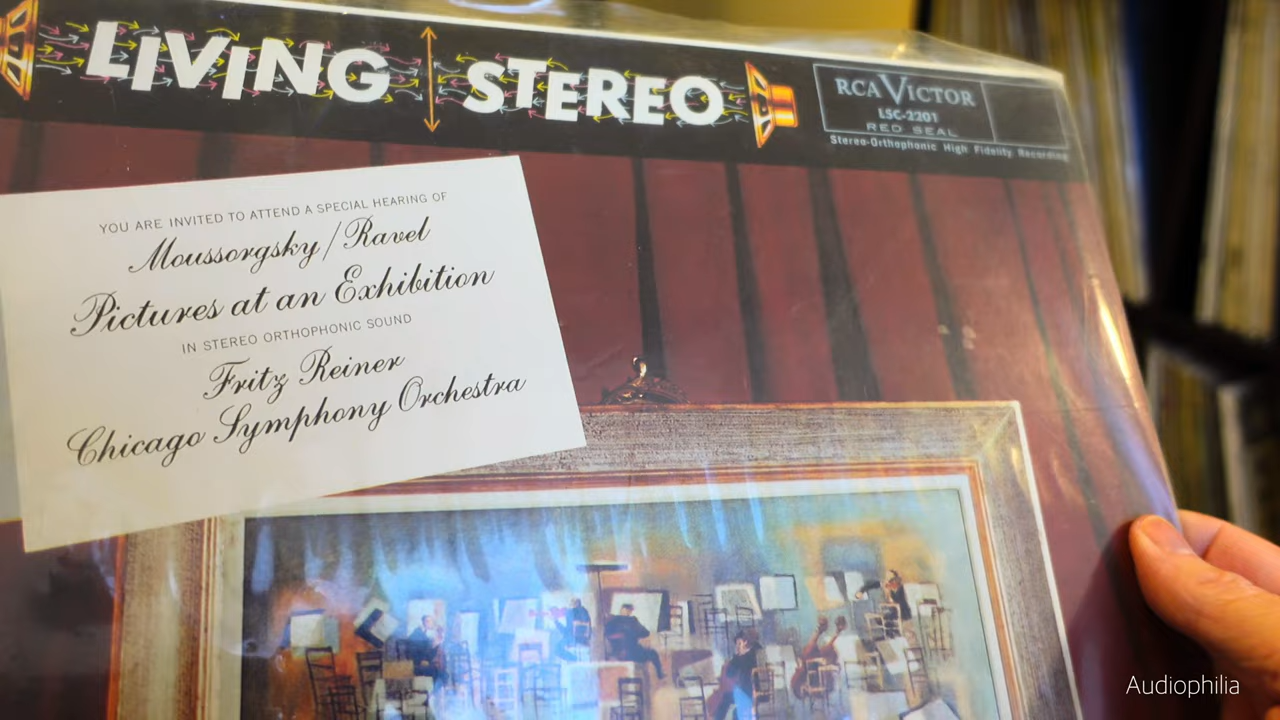 LIVING STEREO
RCA VICTOR
LSC-2201
RED SEAL
Stereo-Orthophonic High Fidelity Recording
YOU ARE INVITED TO ATTEND A SPECIAL HEARING OF
Moussorgsky/Ravel
Pictures at an Exhibition
IN STEREO ORTHOPHONIC SOUND
Fritz Reiner
Chicago Symphony Orchestra
Audiophilia